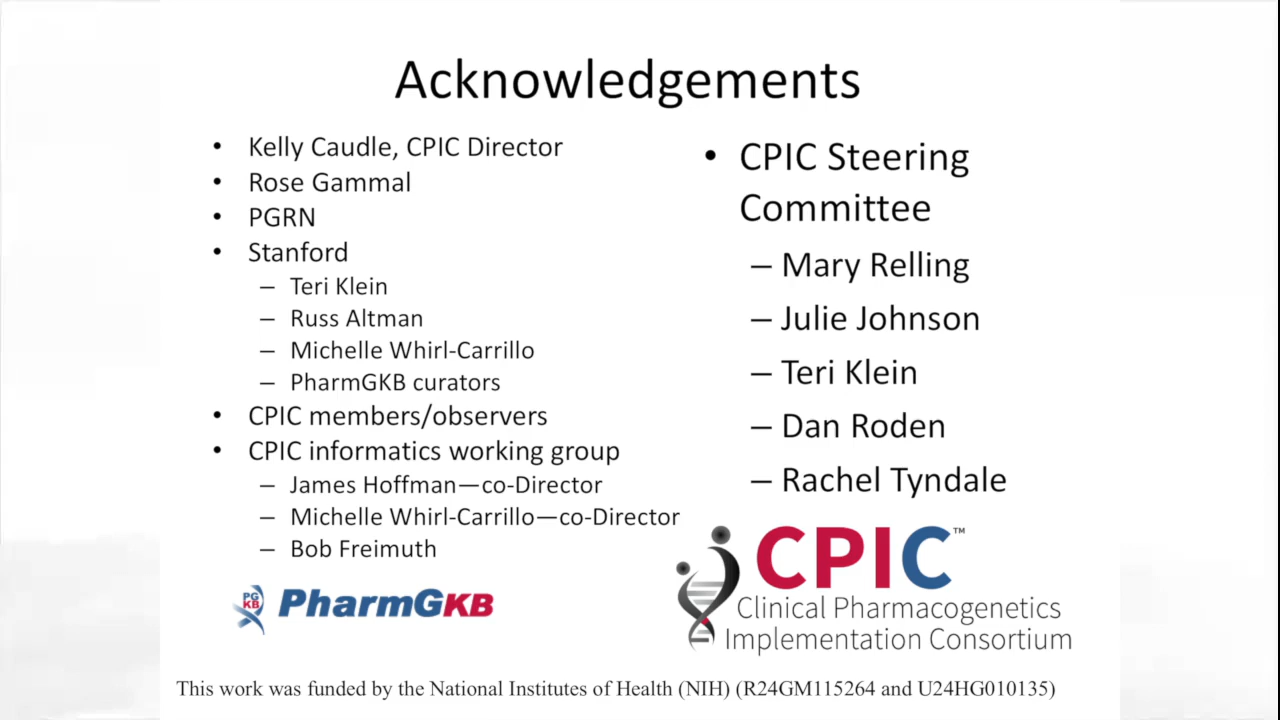 Acknowledgements
• Kelly Caudle, CPIC Director
• Rose Gammal
• PGRN
• Stanford
– Teri Klein
– Russ Altman
– Michelle Whirl-Carrillo
– PharmGKB curators
• CPIC members/observers
• CPIC informatics working group
– James Hoffman—co-Director
– Michelle Whirl-Carrillo—co-Director
– Bob Freimuth
PG
KB
PharmGKB
• CPIC Steering
Committee
– Mary Relling
– Julie Johnson
– Teri Klein
– Dan Roden
– Rachel Tyndale
CPIC™
Clinical Pharmacogenetics
Implementation Consortium
This work was funded by the National Institutes of Health (NIH) (R24GM115264 and U24HG010135)